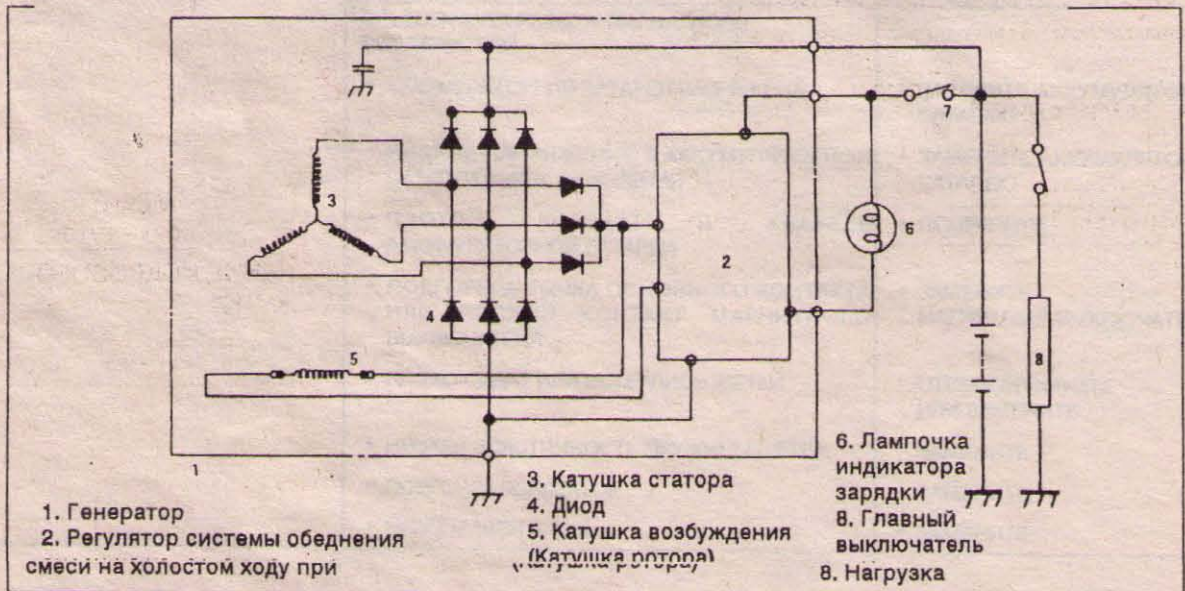 3
4
5
2
7
6
8
1
1. Генератор
2. Регулятор системы обеднения
смеси на холостом ходу при
3. Катушка статора
4. Диод
5. Катушка возбуждения
(Катушка ротора)
6. Лампочка
индикатора
зарядки
8. Главный
выключатель
8. Нагрузка